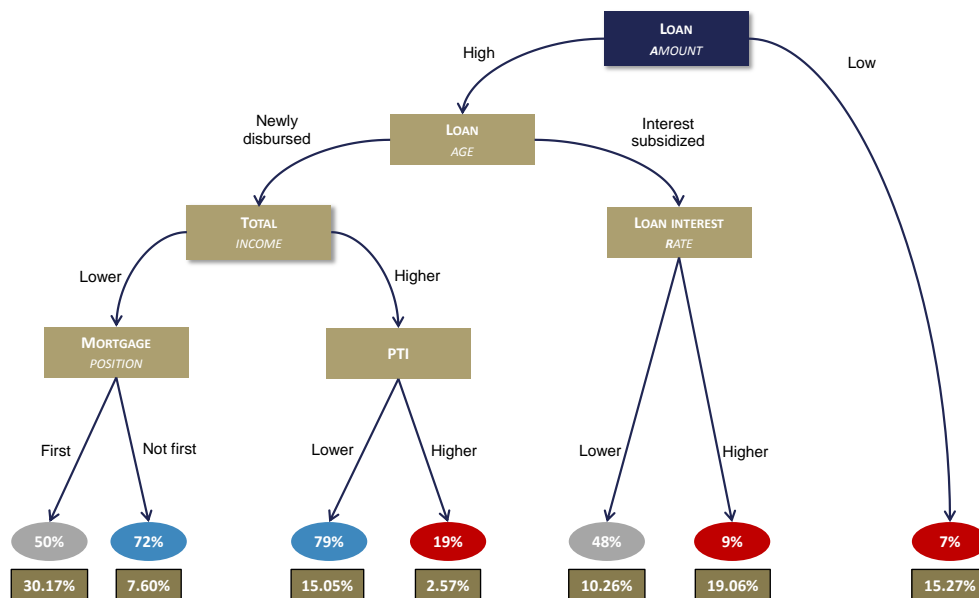 LOAN
AMOUNT
High
Low
Newly
disbursed
LOAN
AGE
Interest
subsidized
TOTAL
INCOME
LOAN INTEREST
RATE
Lower
Higher
MORTGAGE
POSITION
PTI
First
Not first
Lower
Higher
Lower
Higher
50%
72%
79%
19%
48%
9%
7%
30.17%
7.60%
15.05%
2.57%
10.26%
19.06%
15.27%